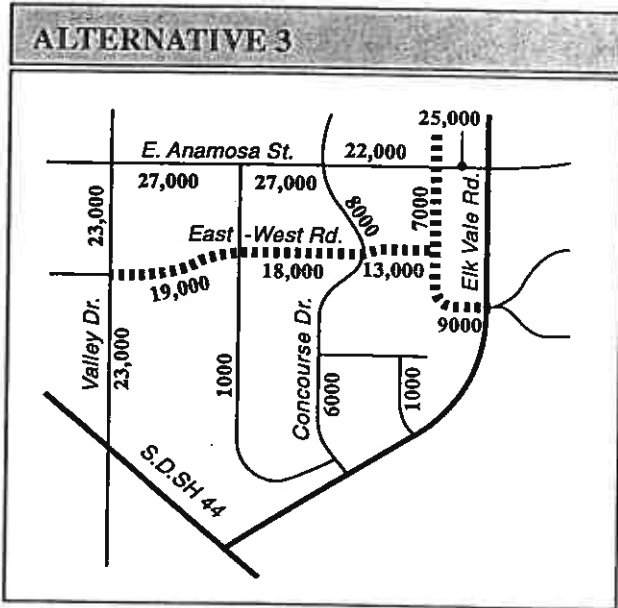 ALTERNATIVE 3
25,000
E. Anamosa St.
22,000
27,000
27,000
23,000
8000
7000
Elk Vale Rd.
East-West Rd.
18,000
13,000
19,000
9000
Valley Dr.
23,000
1000
Concourse Dr.
6000
1000
S.D.SH 44